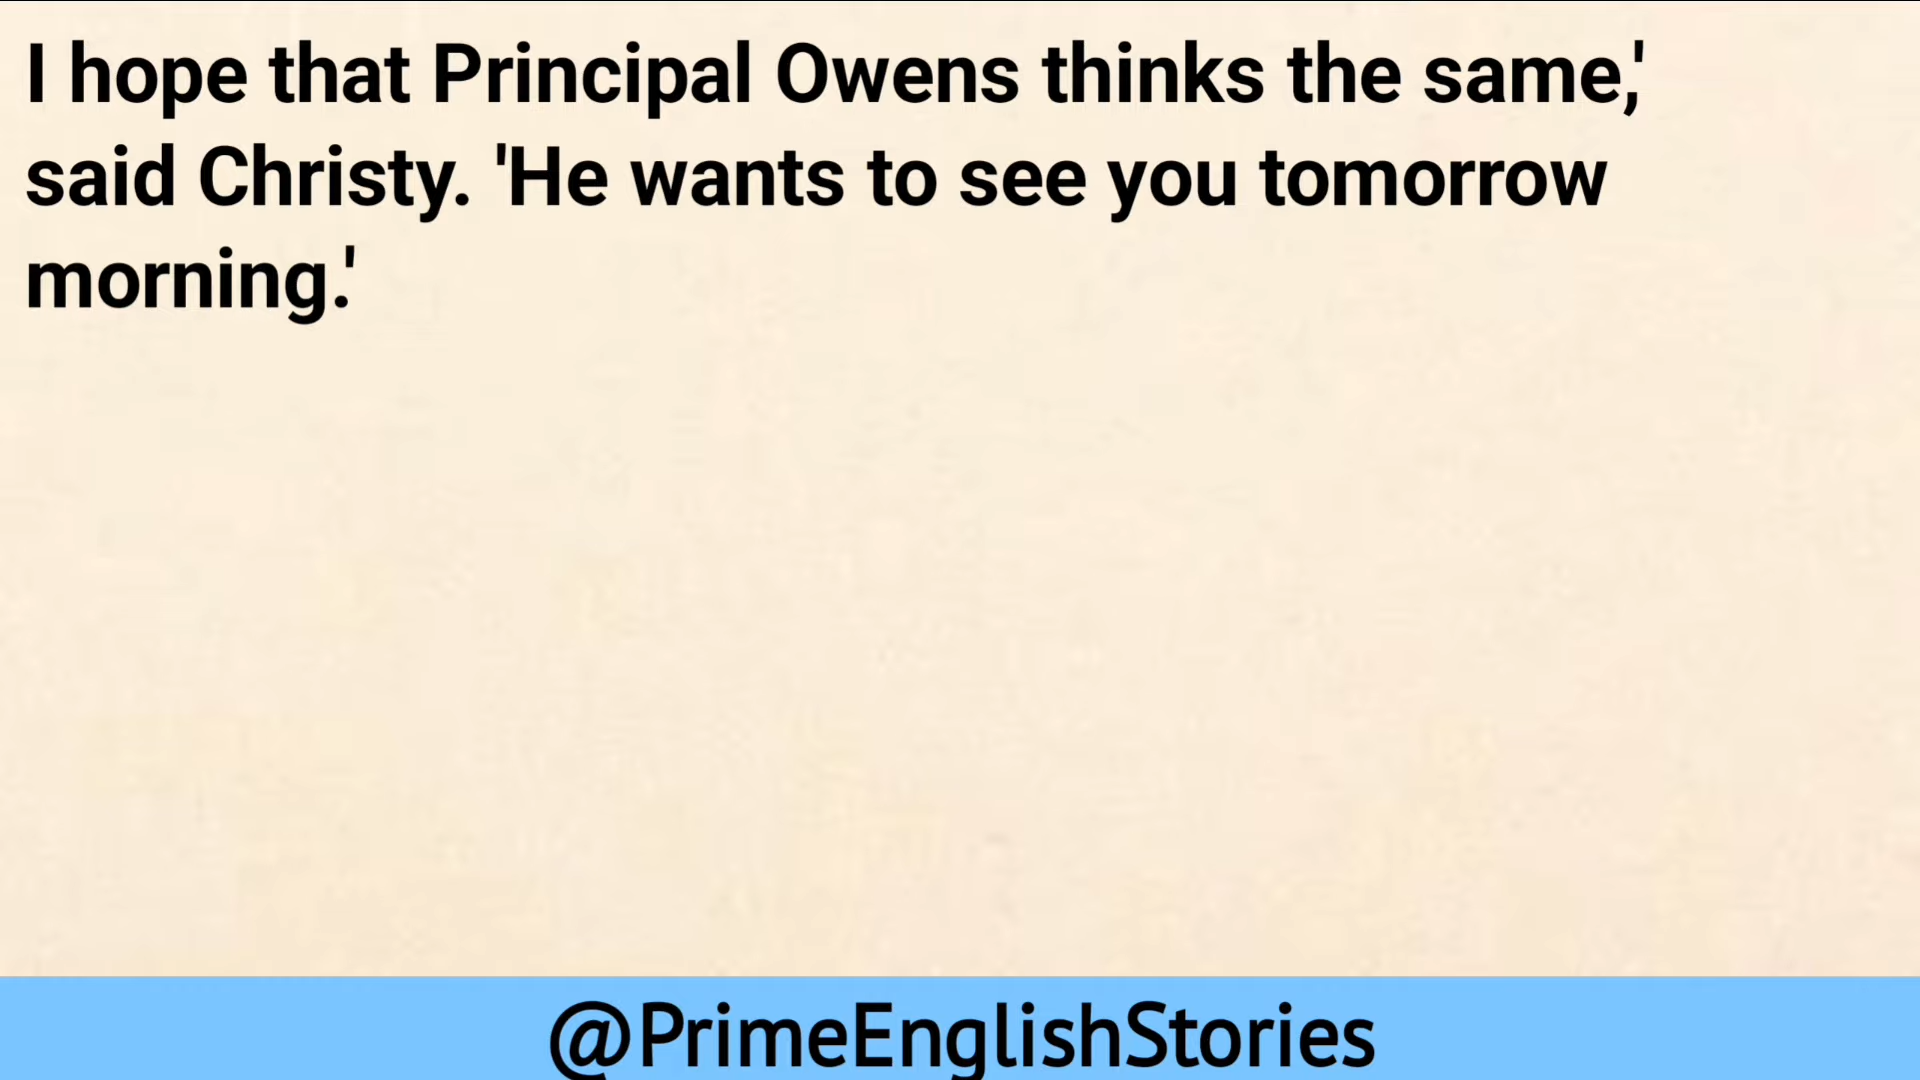 I hope that Principal Owens thinks the same,'
said Christy. 'He wants to see you tomorrow
morning.'
@PrimeEnglishStories